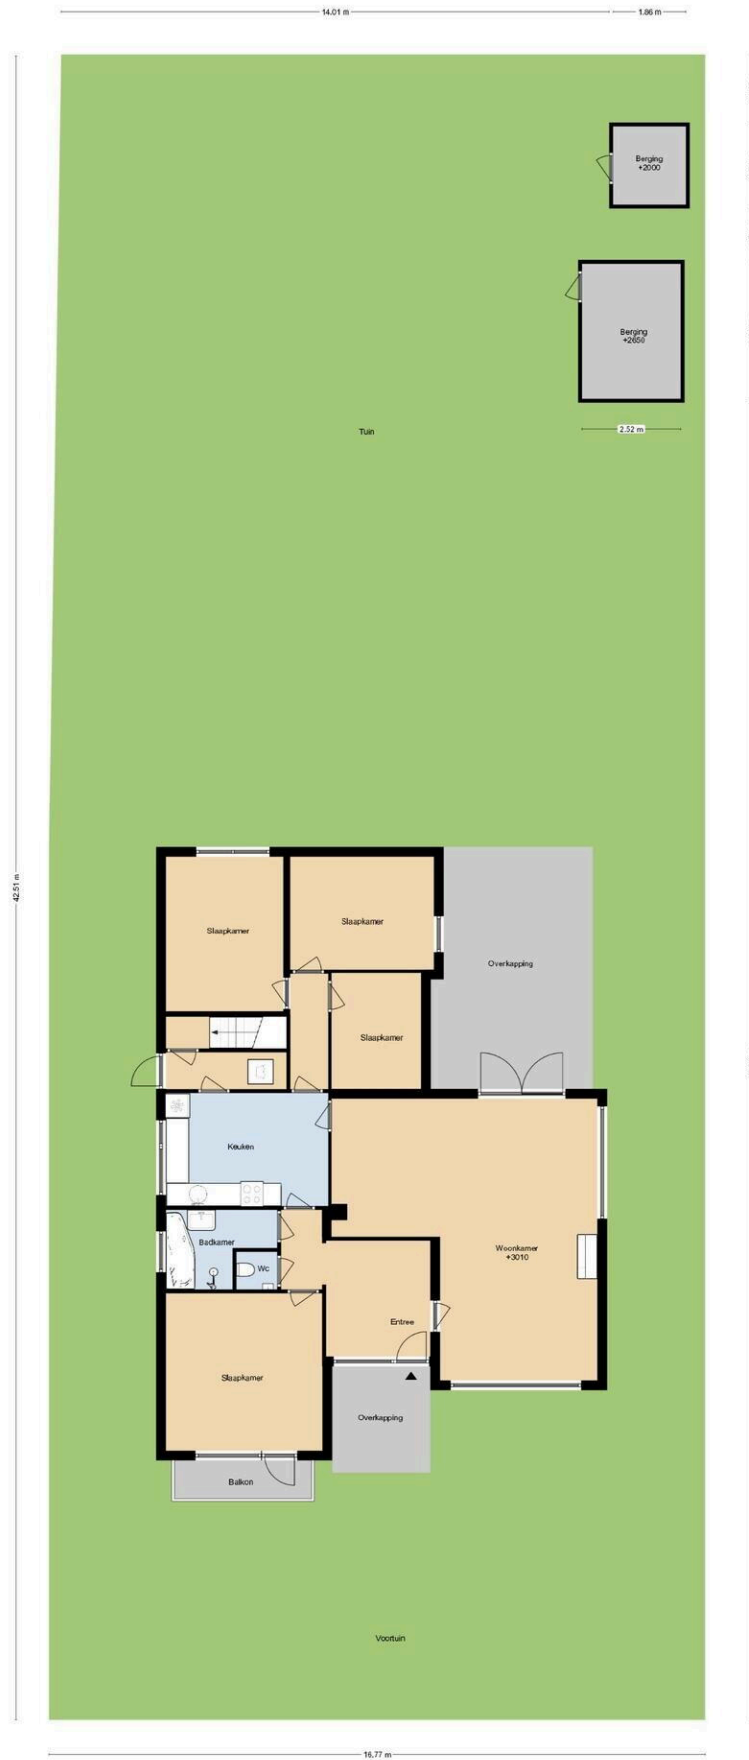 14.01 m
1.86 m
Berging
+2000
Berging
+2650
2.52 m
Tuin
42.51 m
Slaapkamer
Slaapkamer
Overkapping
Slaapkamer
Keuken
Badkamer
Wc
Woonkamer
+3010
Entree
Slaapkamer
Overkapping
Balkon
Voortuin
16.77 m